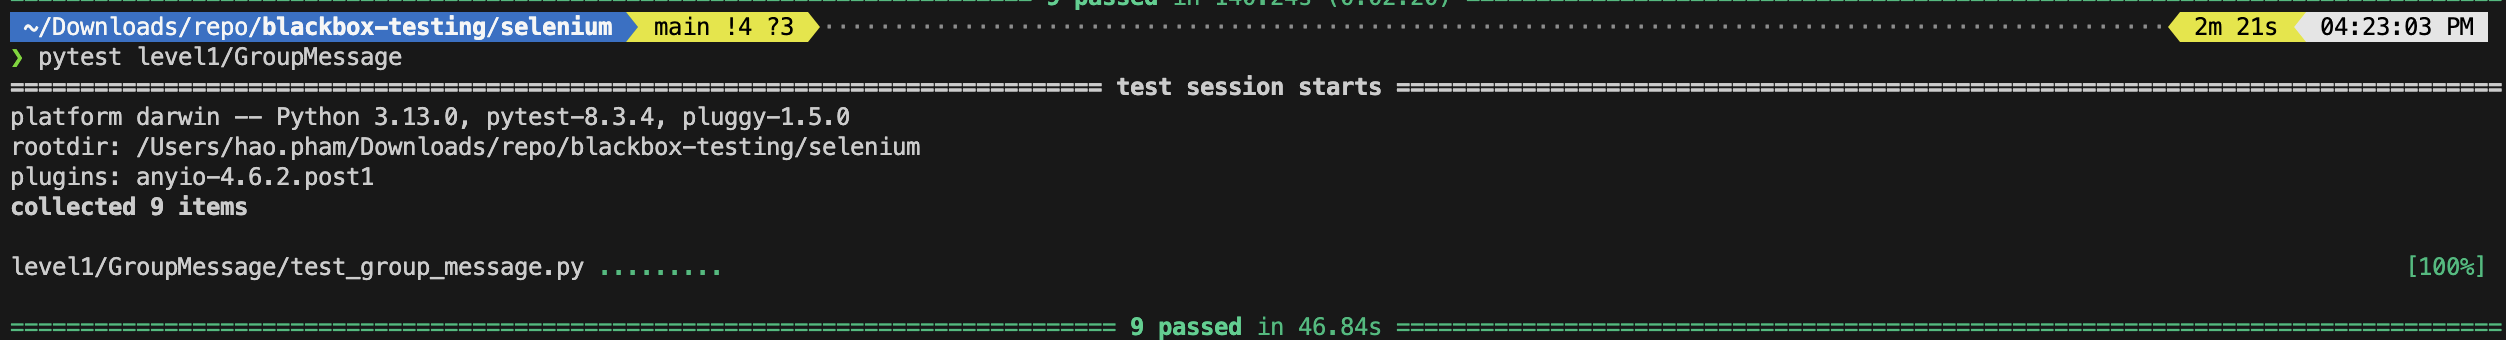 9 passed in 140.24s (0:02:20)
~/Downloads/repo/blackbox-testing/selenium main !4 ?3 2m 21s 04:23:03 PM
❯ pytest level1/GroupMessage
test session starts
platform darwin -- Python 3.13.0, pytest-8.3.4, pluggy-1.5.0
rootdir: /Users/hao.pham/Downloads/repo/blackbox-testing/selenium
plugins: anyio-4.6.2.post1
collected 9 items
level1/GroupMessage/test_group_message.py ......... [100%]
9 passed in 46.84s